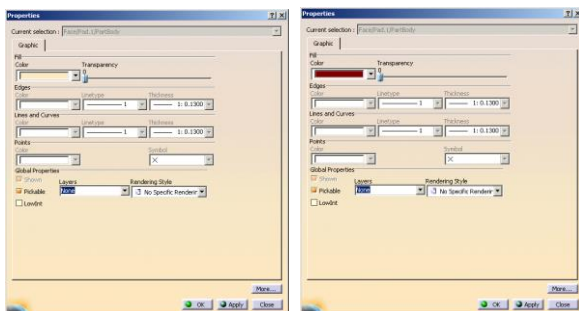 Properties
Current selection : Face/Pad.1/PartBody
Graphic
Fill
Color Transparency
0
Edges
Color Linetype Thickness
1 1: 0.1300
Lines and Curves
Color Linetype Thickness
1 1: 0.1300
Points
Color Symbol
Global Properties
Shown
Layers Rendering Style
Pickable None No Specific Renderir
LowInt
More...
OK Apply Close
Properties
Current selection : Face/Pad.1/PartBody
Graphic
Fill
Color Transparency
0
Edges
Color Linetype Thickness
1 1: 0.1300
Lines and Curves
Color Linetype Thickness
1 1: 0.1300
Points
Color Symbol
Global Properties
Shown
Layers Rendering Style
Pickable None No Specific Renderir
LowInt
More...
OK Apply Close